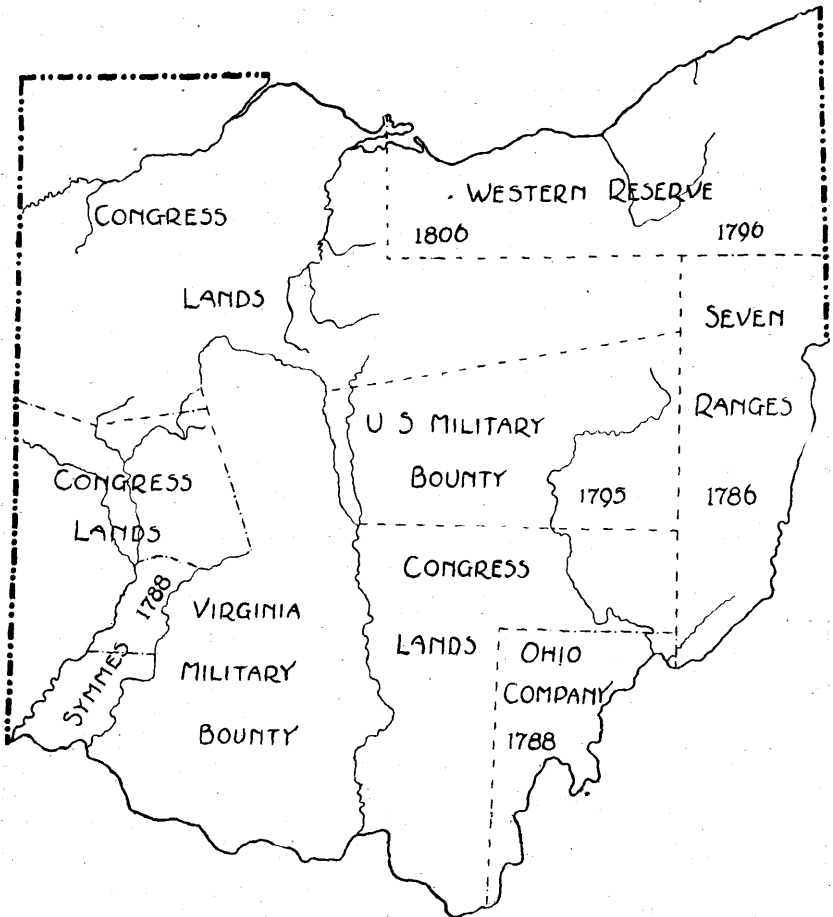 WESTERN RESERVE
1806 1796
CONGRESS
LANDS
SEVEN
RANGES
1786
U S MILITARY
BOUNTY
1795
CONGRESS
LANDS
1788
SYMMES
VIRGINIA
MILITARY
BOUNTY
CONGRESS
LANDS
OHIO
COMPANY
1788